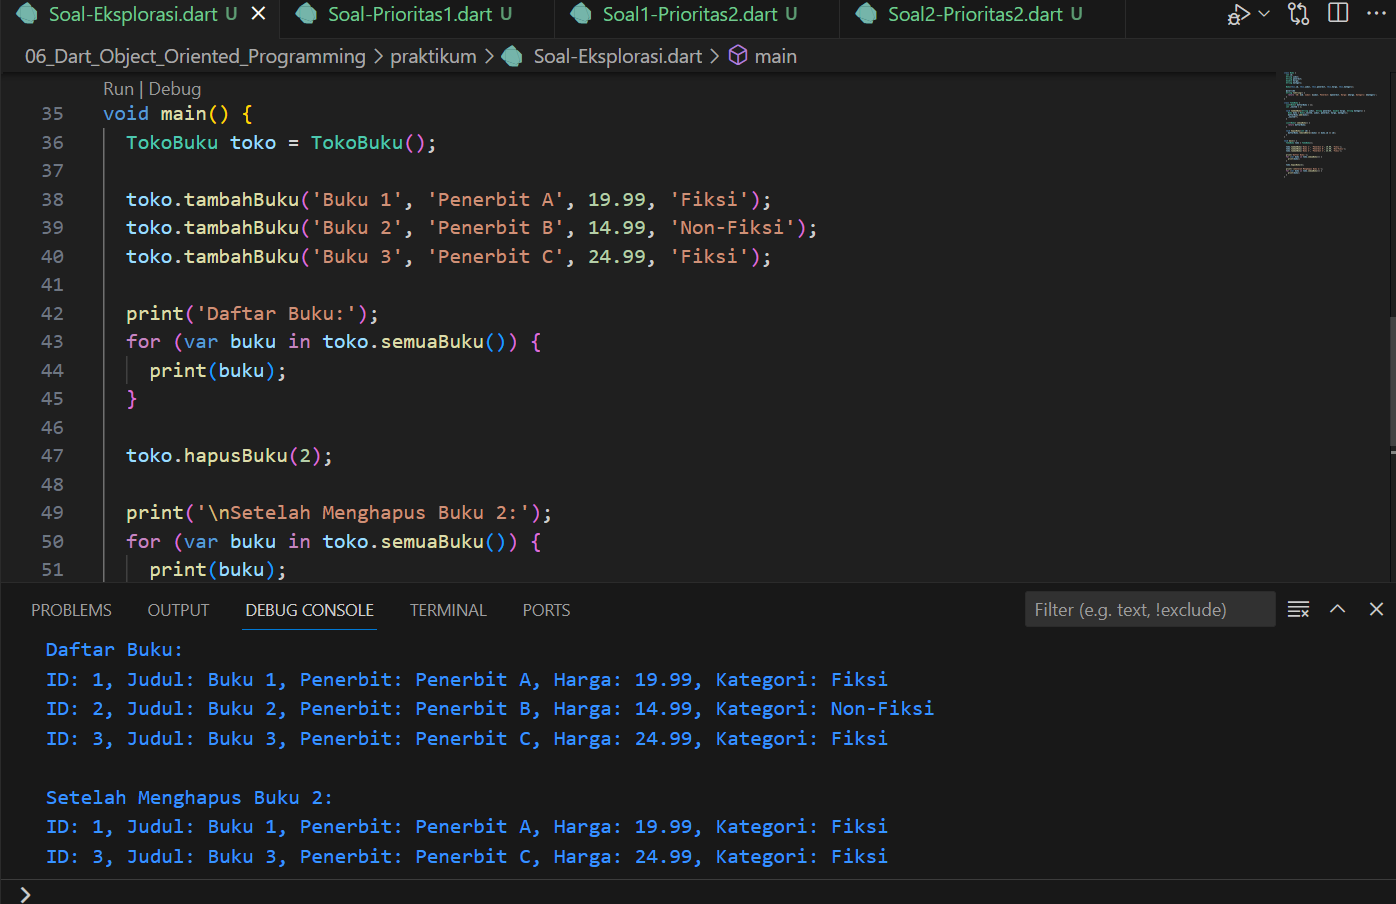 Soal-Eksplorasi.dart U
Soal-Prioritas1.dart U
Soal1-Prioritas2.dart U
Soal2-Prioritas2.dart U
06_Dart_Object_Oriented_Programming > praktikum > Soal-Eksplorasi.dart > main
Run | Debug
35 void main() {
36 TokoBuku toko = TokoBuku();
37
38 toko.tambahBuku('Buku 1', 'Penerbit A', 19.99, 'Fiksi');
39 toko.tambahBuku('Buku 2', 'Penerbit B', 14.99, 'Non-Fiksi');
40 toko.tambahBuku('Buku 3', 'Penerbit C', 24.99, 'Fiksi');
41
42 print('Daftar Buku:');
43 for (var buku in toko.semuaBuku()) {
44 print(buku);
45 }
46
47 toko.hapusBuku(2);
48
49 print('\nSetelah Menghapus Buku 2:');
50 for (var buku in toko.semuaBuku()) {
51 print(buku);
PROBLEMS OUTPUT DEBUG CONSOLE TERMINAL PORTS Filter (e.g. text, !exclude)
Daftar Buku:
ID: 1, Judul: Buku 1, Penerbit: Penerbit A, Harga: 19.99, Kategori: Fiksi
ID: 2, Judul: Buku 2, Penerbit: Penerbit B, Harga: 14.99, Kategori: Non-Fiksi
ID: 3, Judul: Buku 3, Penerbit: Penerbit C, Harga: 24.99, Kategori: Fiksi
Setelah Menghapus Buku 2:
ID: 1, Judul: Buku 1, Penerbit: Penerbit A, Harga: 19.99, Kategori: Fiksi
ID: 3, Judul: Buku 3, Penerbit: Penerbit C, Harga: 24.99, Kategori: Fiksi